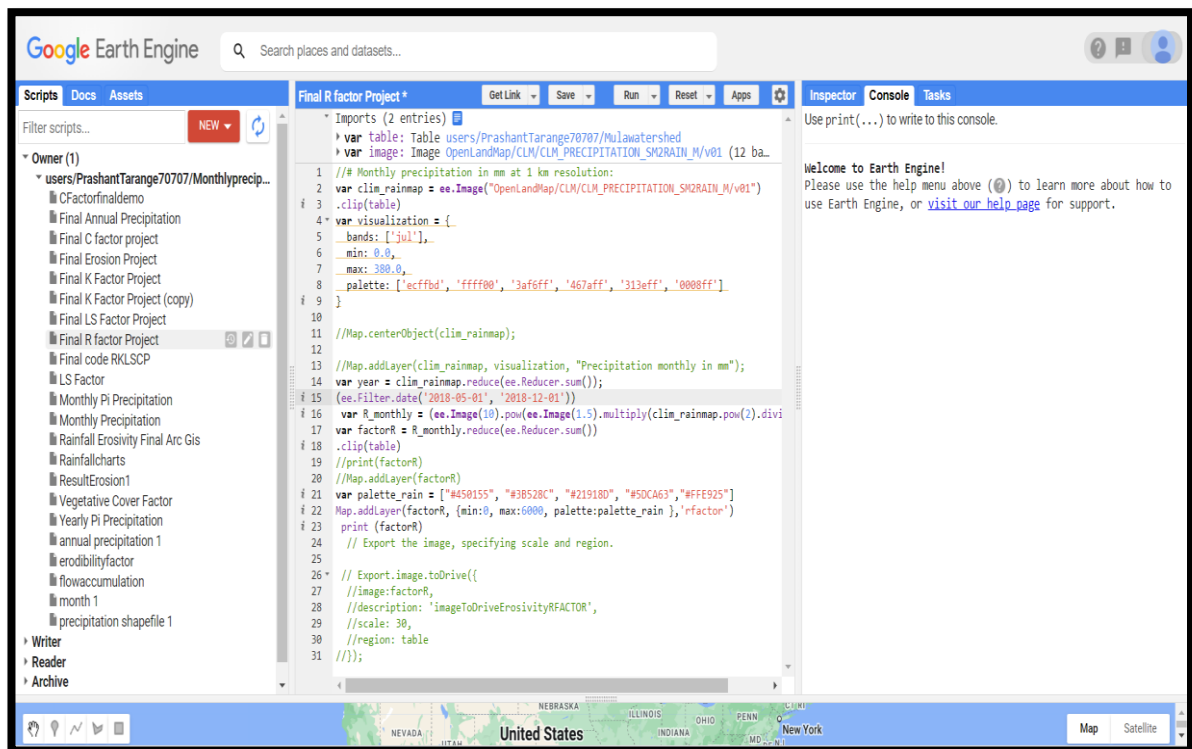 Google Earth Engine
Search places and datasets...
Scripts Docs Assets
Filter scripts...
NEW
Owner (1)
users/PrashantTarange70707/Monthlyprecip...
CFactorfinaldemo
Final Annual Precipitation
Final C factor project
Final Erosion Project
Final K Factor Project
Final K Factor Project (copy)
Final LS Factor Project
Final R factor Project
Final code RKLSCP
LS Factor
Monthly Pi Precipitation
Monthly Precipitation
Rainfall Erosivity Final Arc Gis
Rainfallcharts
ResultErosion1
Vegetative Cover Factor
Yearly Pi Precipitation
annual precipitation 1
erodibilityfactor
flowaccumulation
month 1
precipitation shapefile 1
Writer
Reader
Archive
Final R factor Project *
Get Link Save Run Reset Apps
Imports (2 entries)
var table: Table users/PrashantTarange70707/Mulawatershed
var image: Image OpenLandMap/CLM/CLM_PRECIPITATION_SM2RAIN_M/v01 (12 ba…
1 //# Monthly precipitation in mm at 1 km resolution:
2 var clim_rainmap = ee.Image("OpenLandMap/CLM/CLM_PRECIPITATION_SM2RAIN_M/v01")
i 3 .clip(table)
4 var visualization = {
5 bands: ['jul'],
6 min: 0.0,
7 max: 380.0,
8 palette: ['ecffbd', 'ffff00', '3af6ff', '467aff', '313eff', '0008ff']
i 9 }
10
11 //Map.centerObject(clim_rainmap);
12
13 //Map.addLayer(clim_rainmap, visualization, "Precipitation monthly in mm");
14 var year = clim_rainmap.reduce(ee.Reducer.sum());
i 15 (ee.Filter.date('2018-05-01', '2018-12-01'))
i 16 var R_monthly = (ee.Image(10).pow(ee.Image(1.5).multiply(clim_rainmap.pow(2).divi
17 var factorR = R_monthly.reduce(ee.Reducer.sum())
i 18 .clip(table)
19 //print(factorR)
20 //Map.addLayer(factorR)
i 21 var palette_rain = ["#450155", "#3B528C", "#21918D", "#5DCA63","#FFE925"]
i 22 Map.addLayer(factorR, {min:0, max:6000, palette:palette_rain },'rfactor')
i 23 print (factorR)
24 // Export the image, specifying scale and region.
25
26 // Export.image.toDrive({
27 //image:factorR,
28 //description: 'imageToDriveErosivityRFACTOR',
29 //scale: 30,
30 //region: table
31 //});
Inspector Console Tasks
Use print(...) to write to this console.
Welcome to Earth Engine!
Please use the help menu above (?) to learn more about how to
use Earth Engine, or visit our help page for support.
NEBRASKA
ILLINOIS
OHIO
PENN
NEVADA
UTAH
United States
INDIANA
MD
N.J.
New York
CT RI
Map Satellite